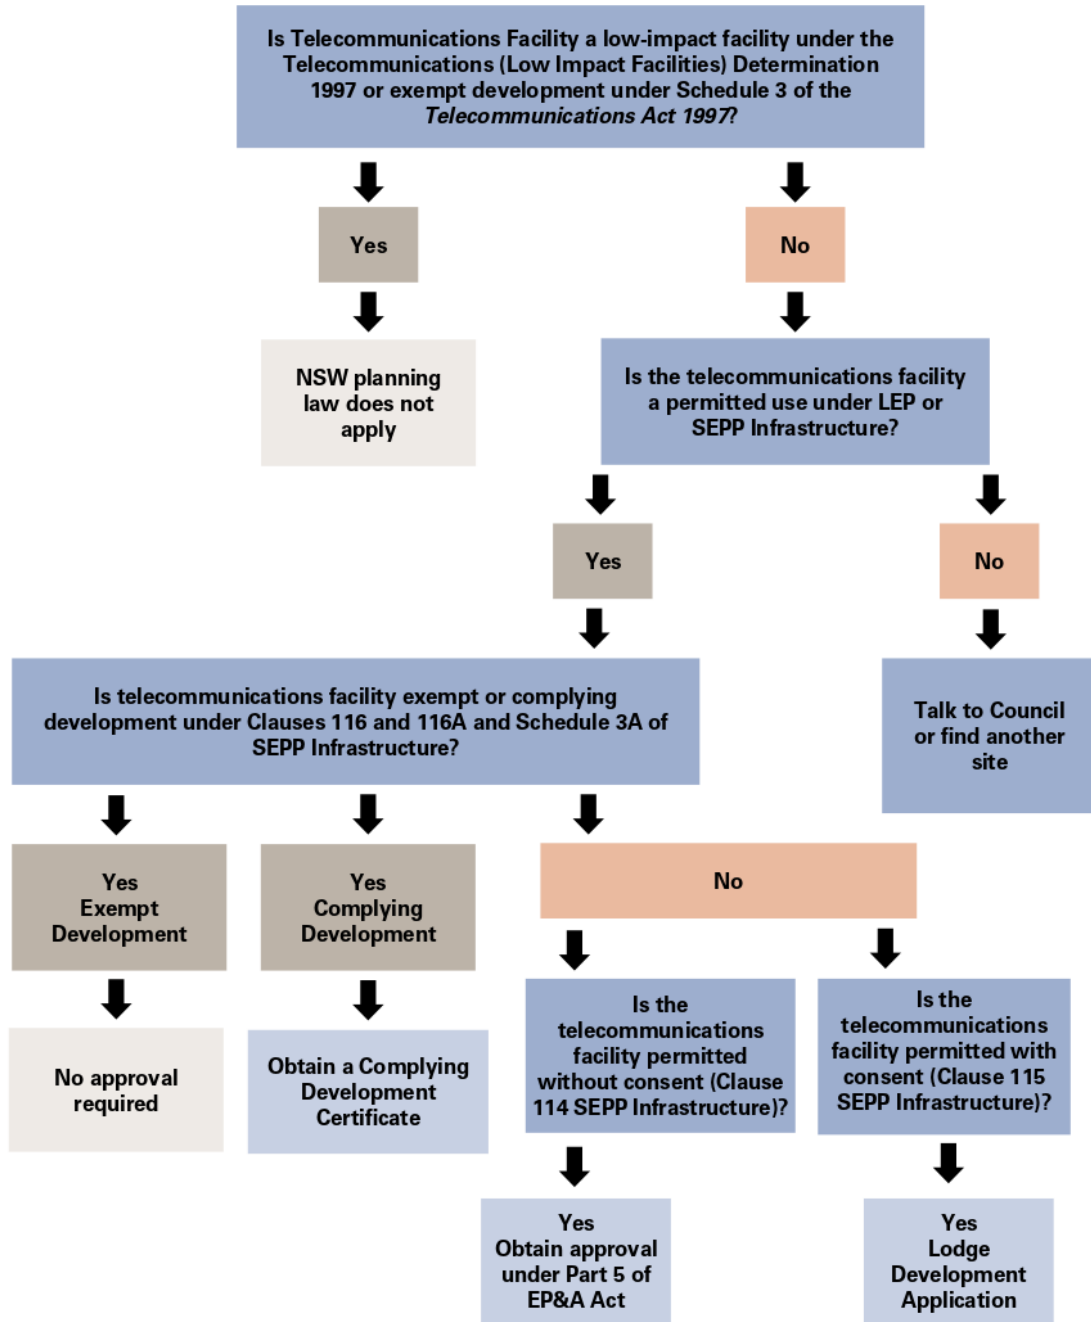 Is Telecommunications Facility a low-impact facility under the
Telecommunications (Low Impact Facilities) Determination
1997 or exempt development under Schedule 3 of the
Telecommunications Act 1997?
Yes
No
NSW planning
law does not
apply
Is the telecommunications facility
a permitted use under LEP or
SEPP Infrastructure?
Yes
No
Is telecommunications facility exempt or complying
development under Clauses 116 and 116A and Schedule 3A of
SEPP Infrastructure?
Talk to Council
or find another
site
Yes
Exempt
Development
Yes
Complying
Development
No
No approval
required
Obtain a Complying
Development
Certificate
Is the
telecommunications
facility permitted
without consent (Clause
114 SEPP Infrastructure)?
Is the
telecommunications
facility permitted with
consent (Clause 115
SEPP Infrastructure)?
Yes
Obtain approval
under Part 5 of
EP&A Act
Yes
Lodge
Development
Application